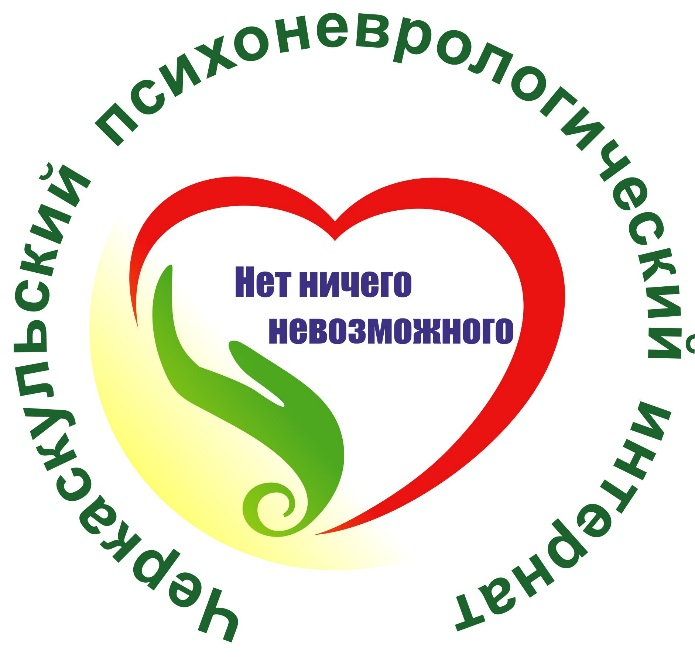 Черкаскульский психоневрологический интернат
Нет ничего
невозможного